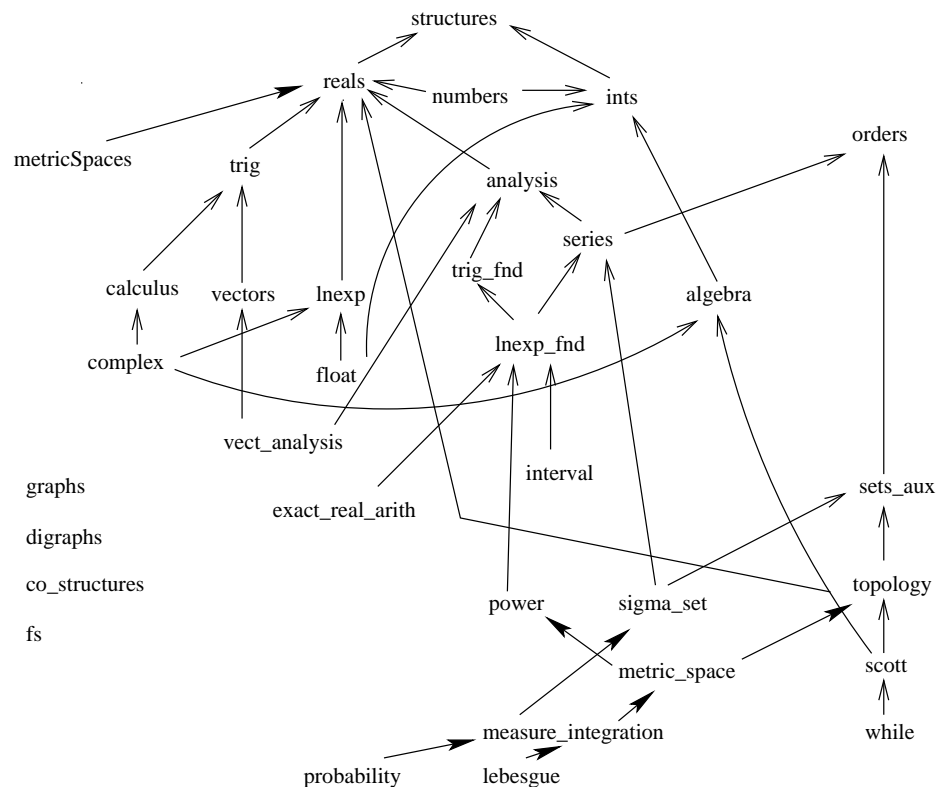 structures
reals
numbers
ints
orders
metricSpaces
trig
analysis
series
trig_fnd
calculus
vectors
lnexp
algebra
lnexp_fnd
complex
float
vect_analysis
interval
graphs
sets_aux
exact_real_arith
digraphs
co_structures
topology
power
sigma_set
fs
metric_space
scott
measure_integration
while
probability
lebesgue